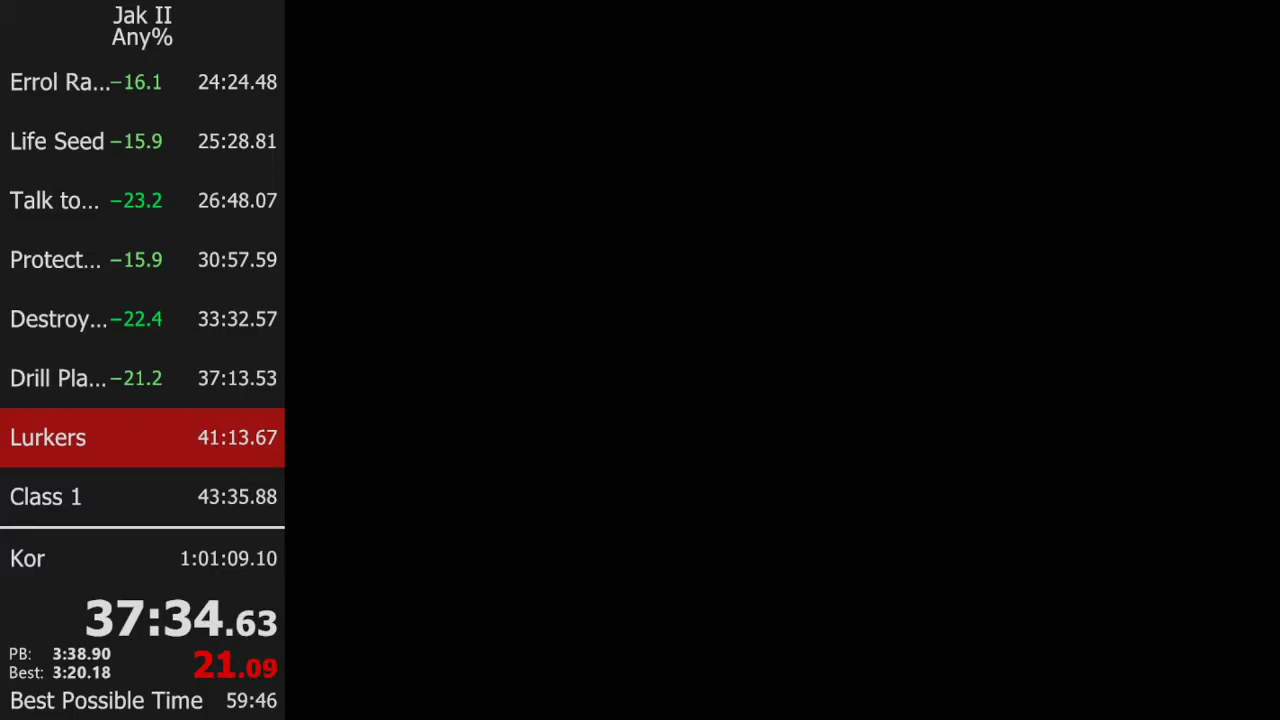 Jak II
Any%
Errol Ra... −16.1 24:24.48
Life Seed −15.9 25:28.81
Talk to... −23.2 26:48.07
Protect... −15.9 30:57.59
Destroy... −22.4 33:32.57
Drill Pla... −21.2 37:13.53
Lurkers 41:13.67
Class 1 43:35.88
Kor 1:01:09.10
37:34.63
PB: 3:38.90
Best: 3:20.18
21.09
Best Possible Time 59:46